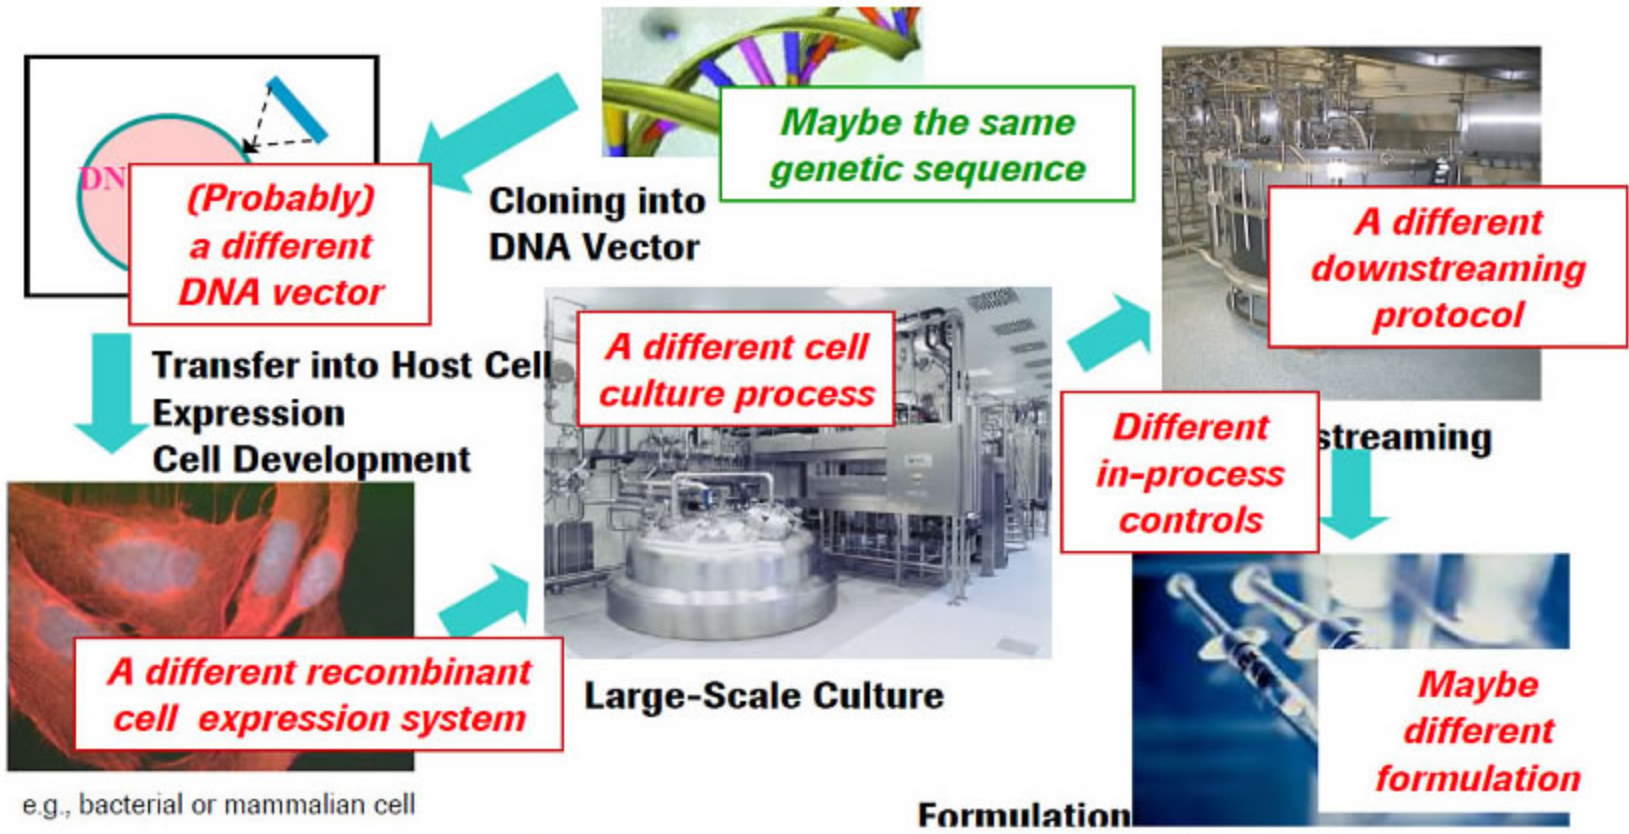 Maybe the same
genetic sequence
Cloning into
DNA Vector
DN
(Probably)
a different
DNA vector
Transfer into Host Cell
Expression
Cell Development
A different recombinant
cell expression system
e.g., bacterial or mammalian cell
A different cell
culture process
Large-Scale Culture
A different
downstreaming
protocol
Different
in-process
controls
streaming
Maybe
different
formulation
Formulation